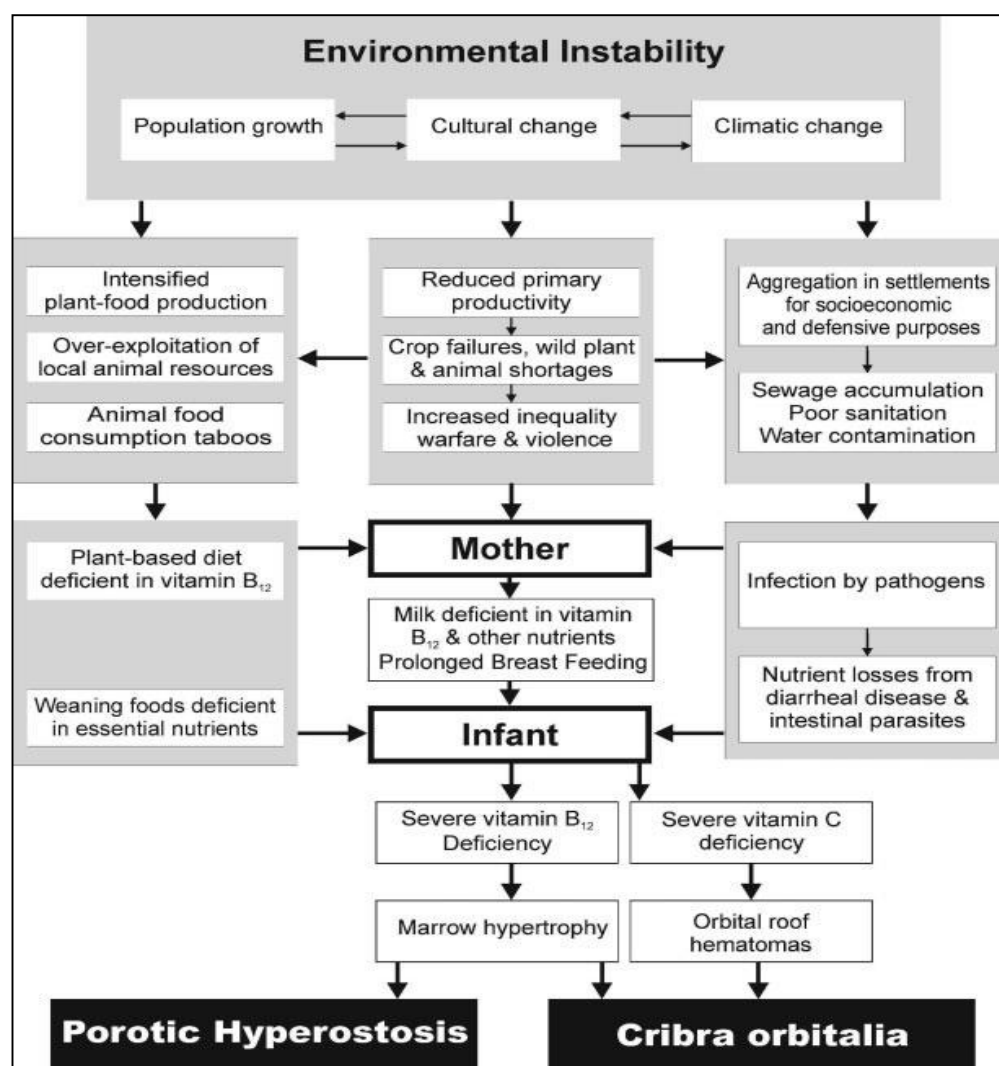 Environmental Instability
Population growth
Cultural change
Climatic change
Intensified
plant-food production
Over-exploitation of
local animal resources
Animal food
consumption taboos
Reduced primary
productivity
Crop failures, wild plant
& animal shortages
Increased inequality
warfare & violence
Aggregation in settlements
for socioeconomic
and defensive purposes
Sewage accumulation
Poor sanitation
Water contamination
Plant-based diet
deficient in vitamin B₁₂
Weaning foods deficient
in essential nutrients
Mother
Milk deficient in vitamin
B₁₂ & other nutrients
Prolonged Breast Feeding
Infant
Infection by pathogens
Nutrient losses from
diarrheal disease &
intestinal parasites
Severe vitamin B₁₂
Deficiency
Severe vitamin C
deficiency
Marrow hypertrophy
Orbital roof
hematomas
Porotic Hyperostosis
Cribra orbitalia